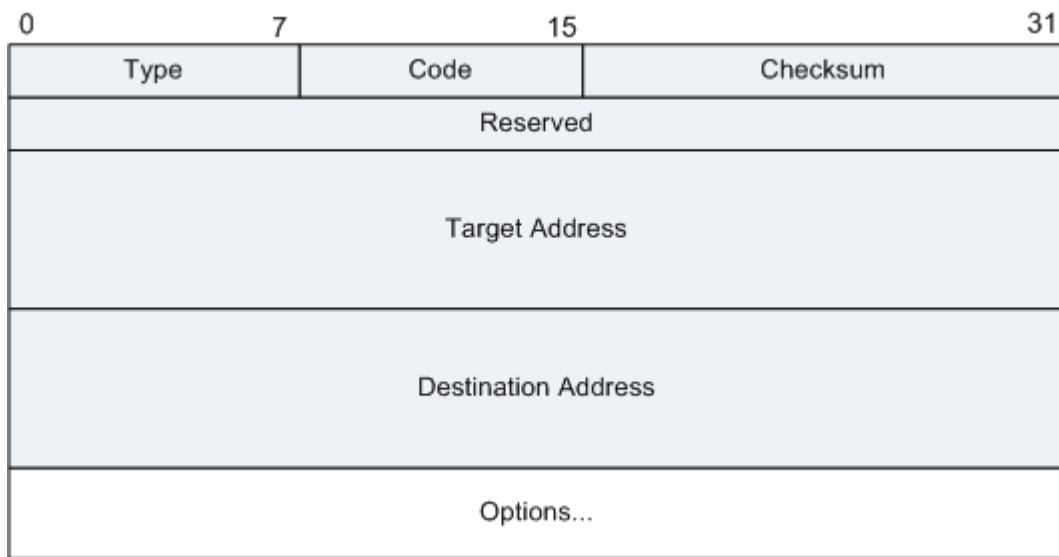 0 7 15 31
Type Code Checksum
Reserved
Target Address
Destination Address
Options...